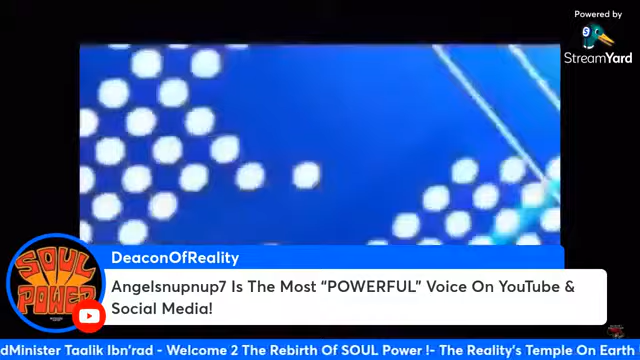 Powered by
StreamYard
DeaconOfReality
SOUL
POWER
Angelsnupnup7 Is The Most “POWERFUL” Voice On YouTube &
Social Media!
dMinister Taalik Ibn'rad - Welcome 2 The Rebirth Of SOUL Power !- The Reality's Temple On Earth